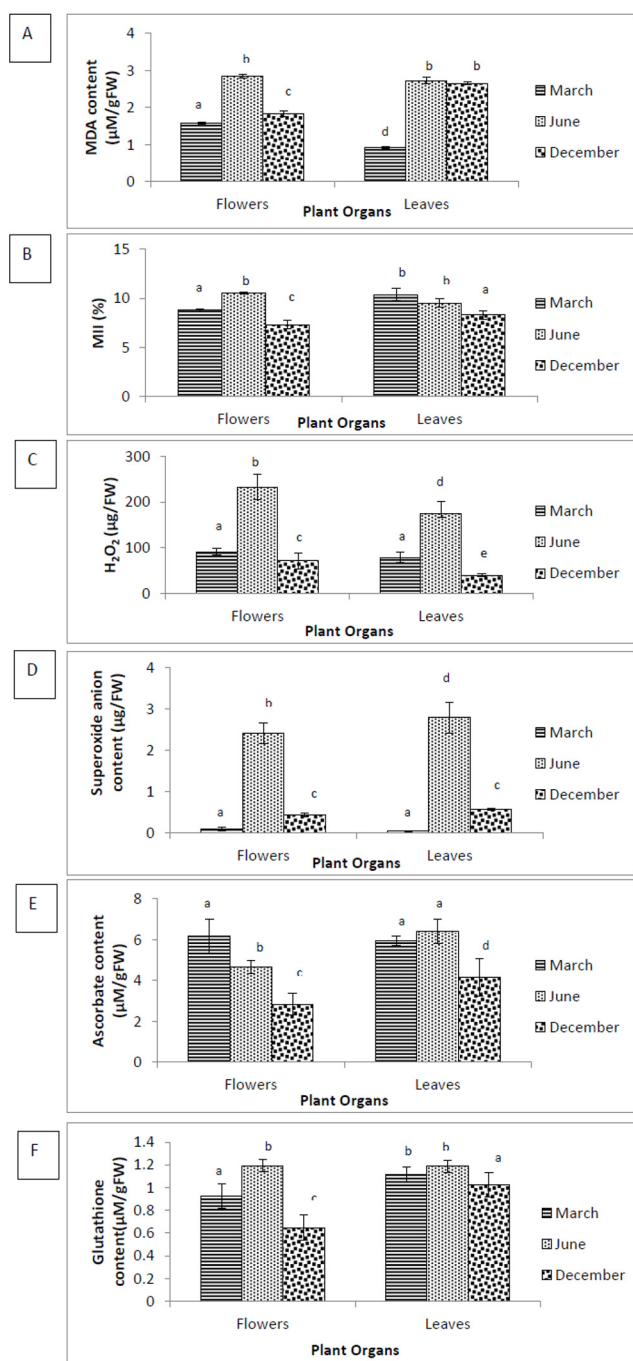 A
MDA content
(µM/gFW)
4
3
2
1
0
a
b
c
d
b
b
Flowers
Leaves
Plant Organs
March
June
December
B
MII (%)
15
10
5
0
a
b
c
b
b
a
Flowers
Leaves
Plant Organs
March
June
December
C
H2O2 (µg/FW)
300
200
100
0
a
b
c
a
d
e
Flowers
Leaves
Plant Organs
March
June
December
D
Superoxide anion
content (µg/FW)
4
3
2
1
0
a
b
c
a
d
c
Flowers
Leaves
Plant Organs
March
June
December
E
Ascorbate content
(µM/gFW)
8
6
4
2
0
a
b
c
a
a
d
Flowers
Leaves
Plant Organs
March
June
December
F
Glutathione
content(µM/gFW)
1.4
1.2
1
0.8
0.6
0.4
0.2
0
a
b
c
b
b
a
Flowers
Leaves
Plant Organs
March
June
December